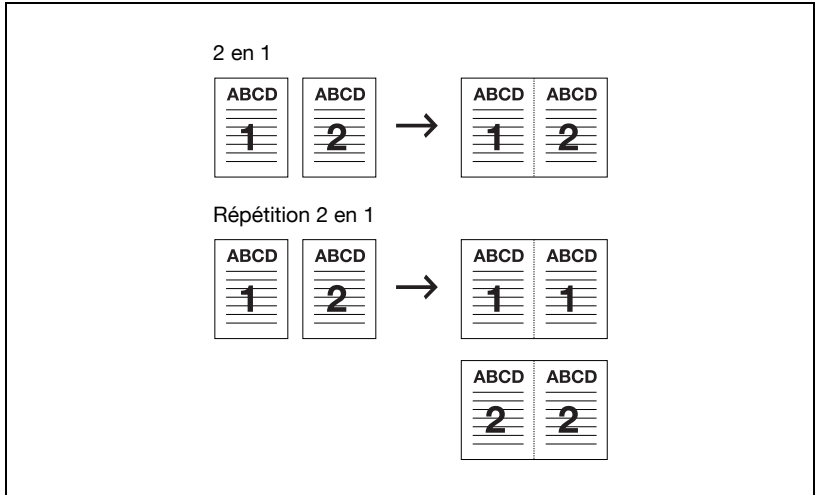 2 en 1
ABCD ABCD ABCD ABCD
1 2 1 2
Répétition 2 en 1
ABCD ABCD ABCD ABCD
1 2 1 1
ABCD ABCD
2 2